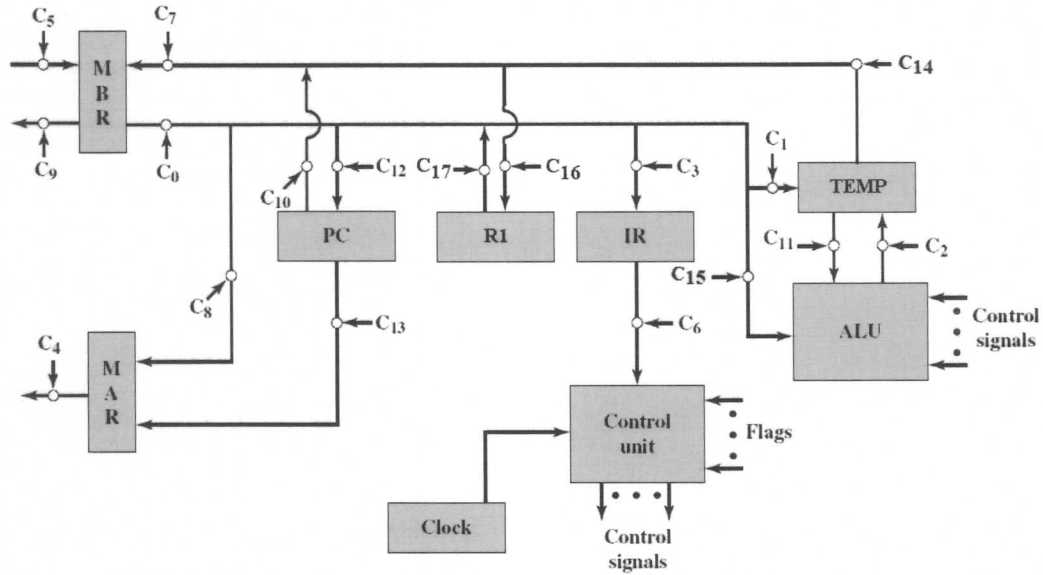 C5
C7
M
B
R
C14
C9
C0
C10
C12
C17
C16
C3
C1
TEMP
PC
R1
IR
C11
C2
C15
C8
C13
C6
ALU
Control
signals
C4
M
A
R
Control
unit
Flags
Clock
Control
signals